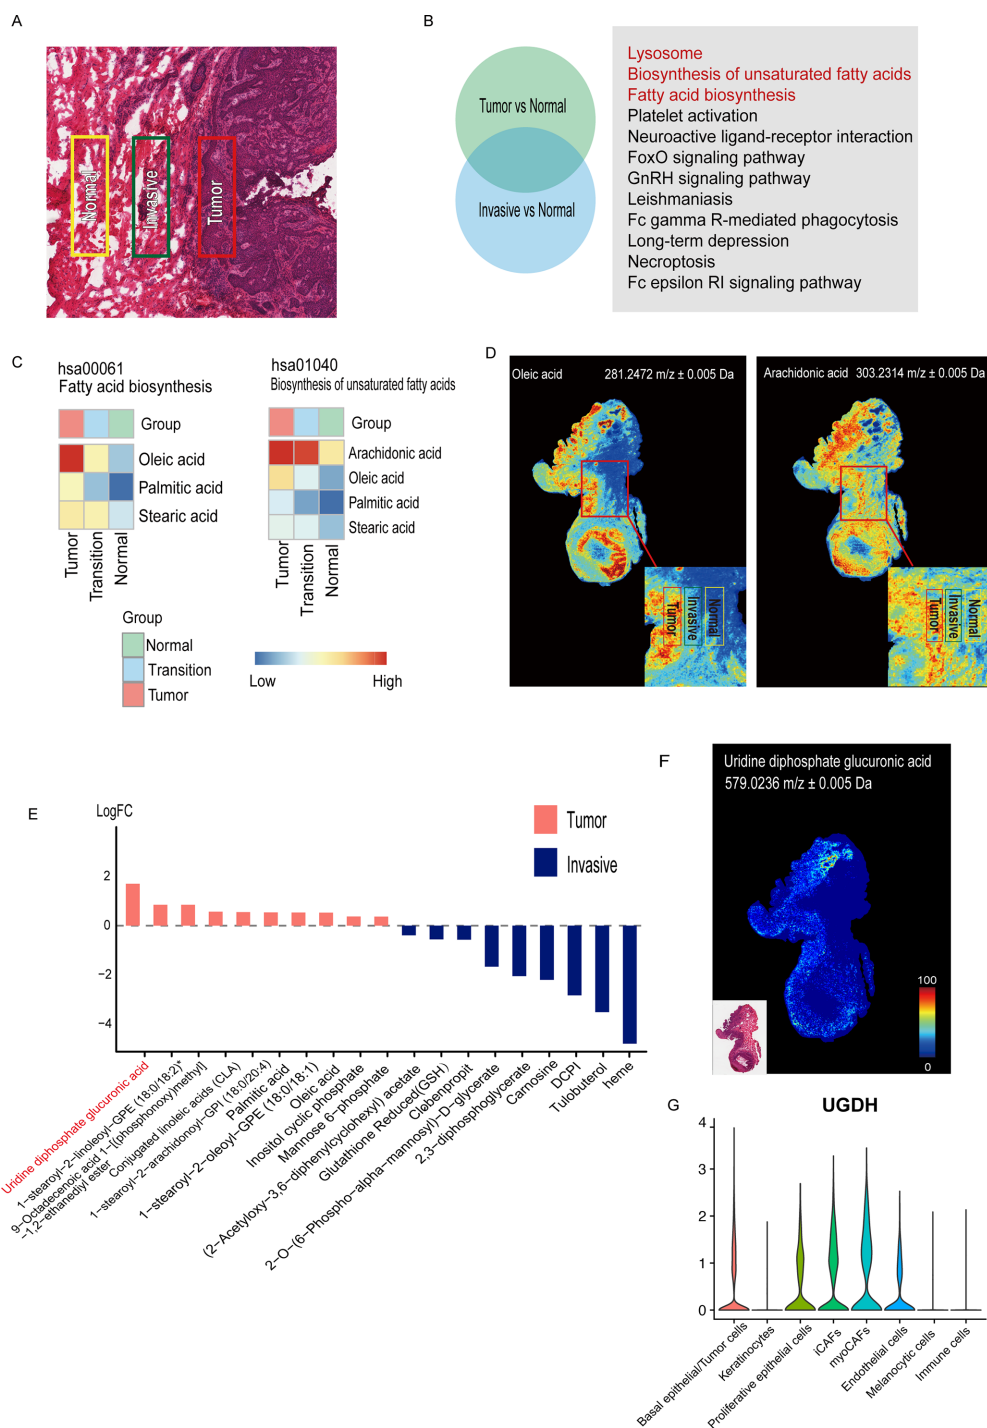 A
Normal
Invasive
Tumor
B
Tumor vs Normal
Invasive vs Normal
Lysosome
Biosynthesis of unsaturated fatty acids
Fatty acid biosynthesis
Platelet activation
Neuroactive ligand-receptor interaction
FoxO signaling pathway
GnRH signaling pathway
Leishmaniasis
Fc gamma R-mediated phagocytosis
Long-term depression
Necroptosis
Fc epsilon RI signaling pathway
C
hsa00061
Fatty acid biosynthesis
Group
Oleic acid
Palmitic acid
Stearic acid
Tumor
Transition
Normal
hsa01040
Biosynthesis of unsaturated fatty acids
Group
Arachidonic acid
Oleic acid
Palmitic acid
Stearic acid
Tumor
Transition
Normal
Group
Normal
Transition
Tumor
Low
High
D
Oleic acid 281.2472 m/z ± 0.005 Da
Tumor
Invasive
Normal
Arachidonic acid 303.2314 m/z ± 0.005 Da
Tumor
Invasive
Normal
E
LogFC
2
0
−2
−4
Tumor
Invasive
Uridine diphosphate glucuronic acid
1−stearoyl−2−linoleoyl−GPE (18:0/18:2)*
9−Octadecenoic acid 1−[(phosphonoxy)methyl]
−1,2−ethanediyl ester
Conjugated linoleic acids (CLA)
1−stearoyl−2−arachidonoyl−GPI (18:0/20:4)
Palmitic acid
1−stearoyl−2−oleoyl−GPE (18:0/18:1)
Oleic acid
Inositol cyclic phosphate
Mannose 6−phosphate
(2−Acetyloxy−3,6−diphenylcyclohexyl) acetate
Glutathione Reduced(GSH)
Clebenpropit
2−O−(6−Phospho−alpha−mannosyl)−D−glycerate
2,3−diphosphoglycerate
Carnosine
DCPI
Tulobuterol
heme
F
Uridine diphosphate glucuronic acid
579.0236 m/z ± 0.005 Da
100
0
G
UGDH
4
3
2
1
0
Basal epithelial/Tumor cells
Keratinocytes
Proliferative epithelial cells
iCAFs
myoCAFs
Endothelial cells
Melanocytic cells
Immune cells